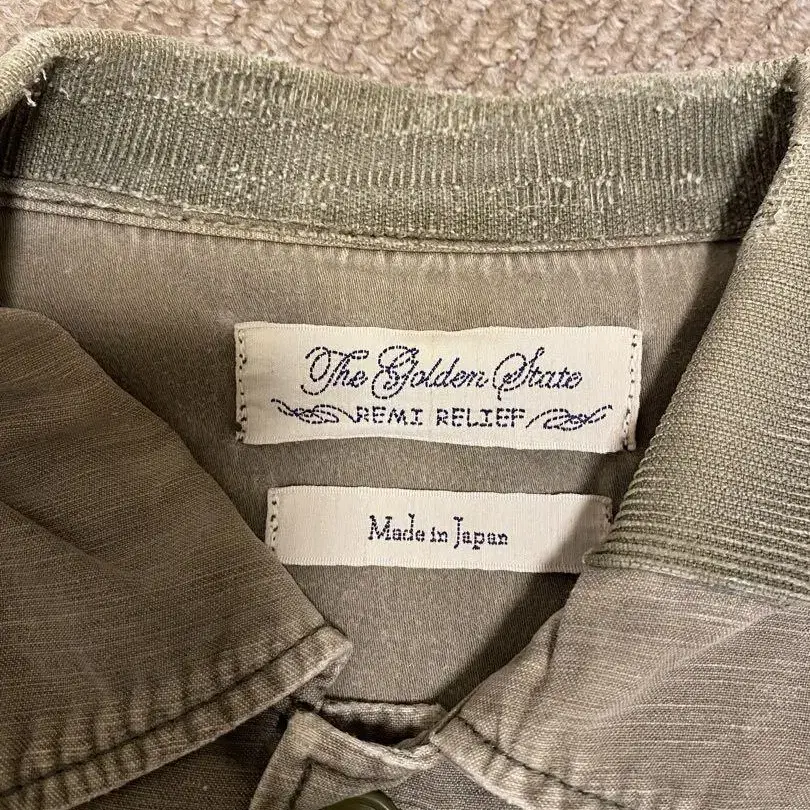 The Golden State
REMI RELIEF
Made in Japan